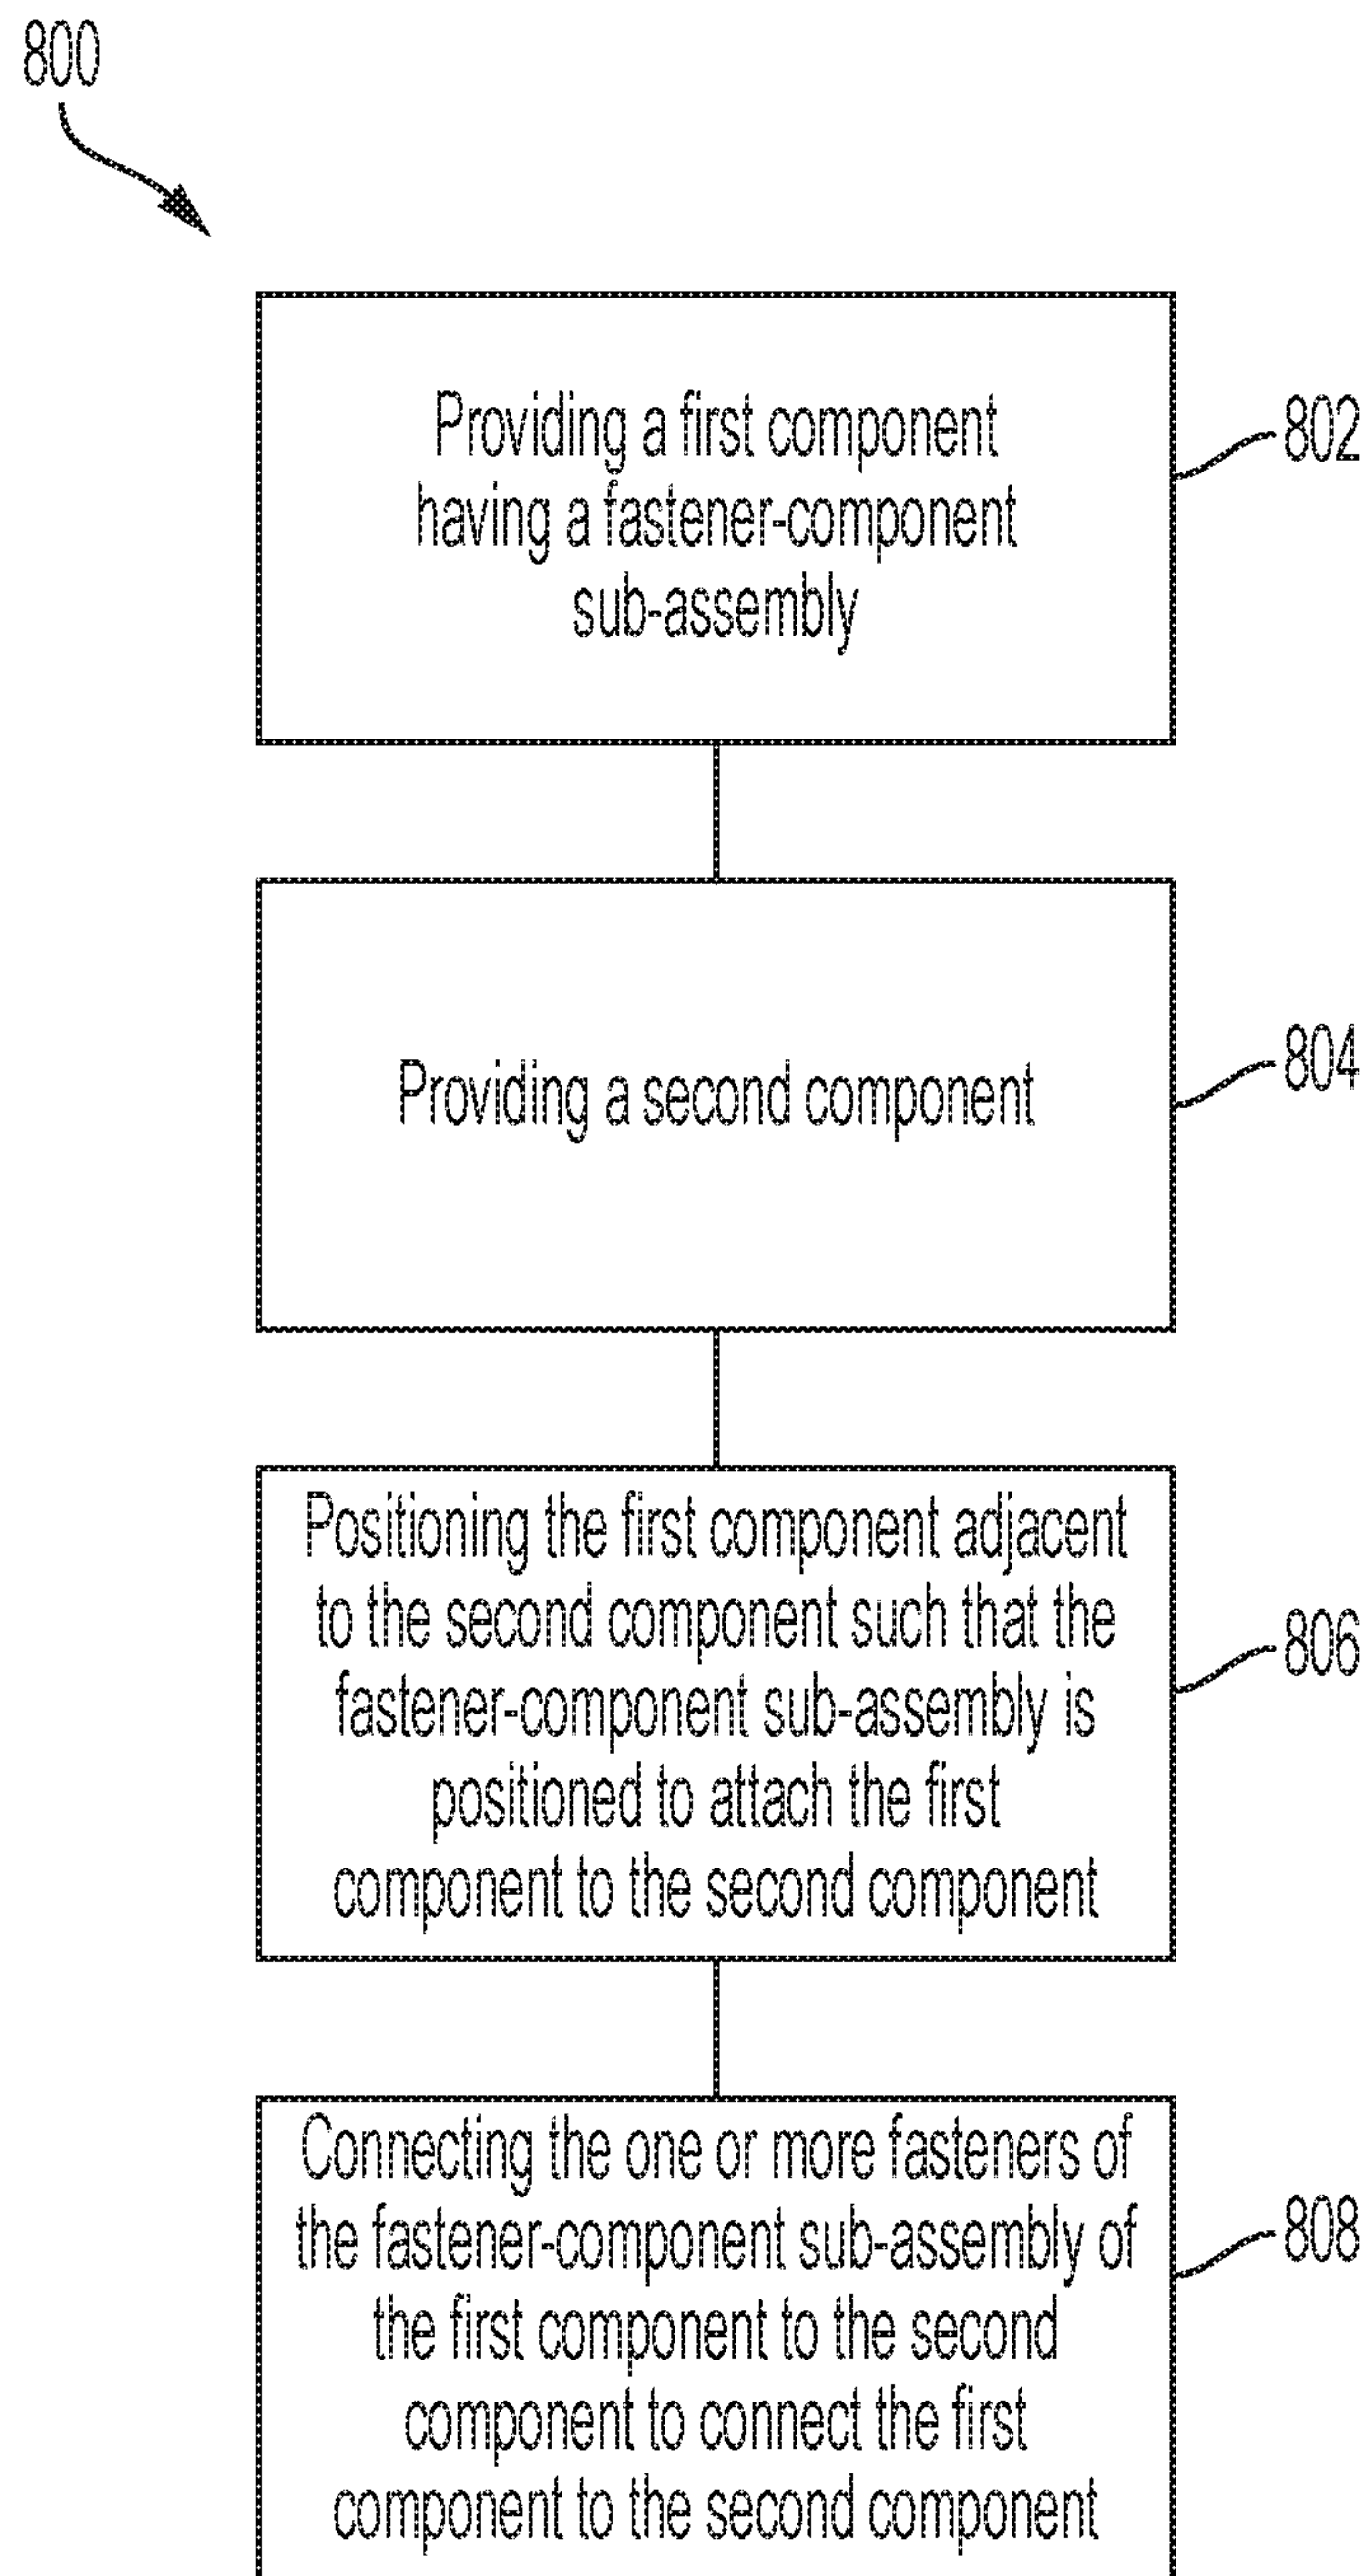 800
Providing a first component
having a fastener-component
sub-assembly
802
Providing a second component
804
Positioning the first component adjacent
to the second component such that the
fastener-component sub-assembly is
positioned to attach the first
component to the second component
806
Connecting the one or more fasteners of
the fastener-component sub-assembly of
the first component to the second
component to connect the first
component to the second component
808